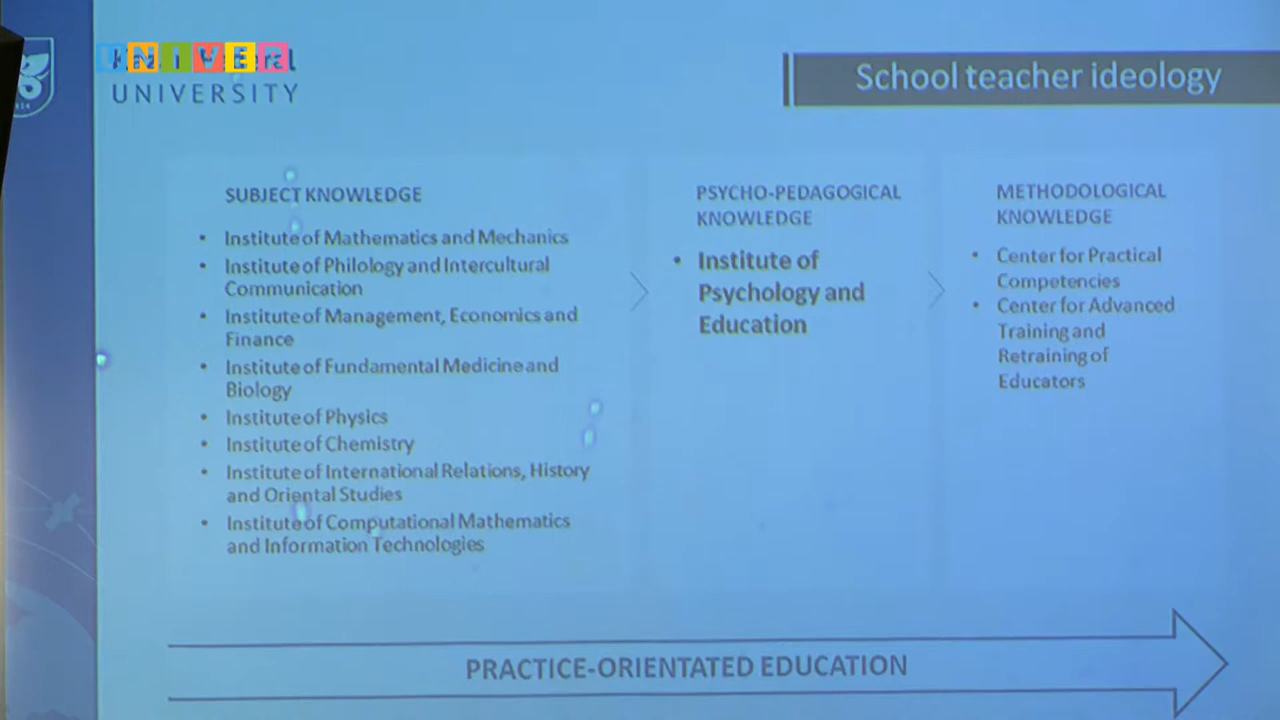 UNIVER
UNIVERSITY
School teacher ideology
SUBJECT KNOWLEDGE
• Institute of Mathematics and Mechanics
• Institute of Philology and Intercultural
Communication
• Institute of Management, Economics and
Finance
• Institute of Fundamental Medicine and
Biology
• Institute of Physics
• Institute of Chemistry
• Institute of International Relations, History
and Oriental Studies
• Institute of Computational Mathematics
and Information Technologies
PSYCHO-PEDAGOGICAL
KNOWLEDGE
• Institute of
Psychology and
Education
METHODOLOGICAL
KNOWLEDGE
• Center for Practical
Competencies
• Center for Advanced
Training and
Retraining of
Educators
PRACTICE-ORIENTATED EDUCATION